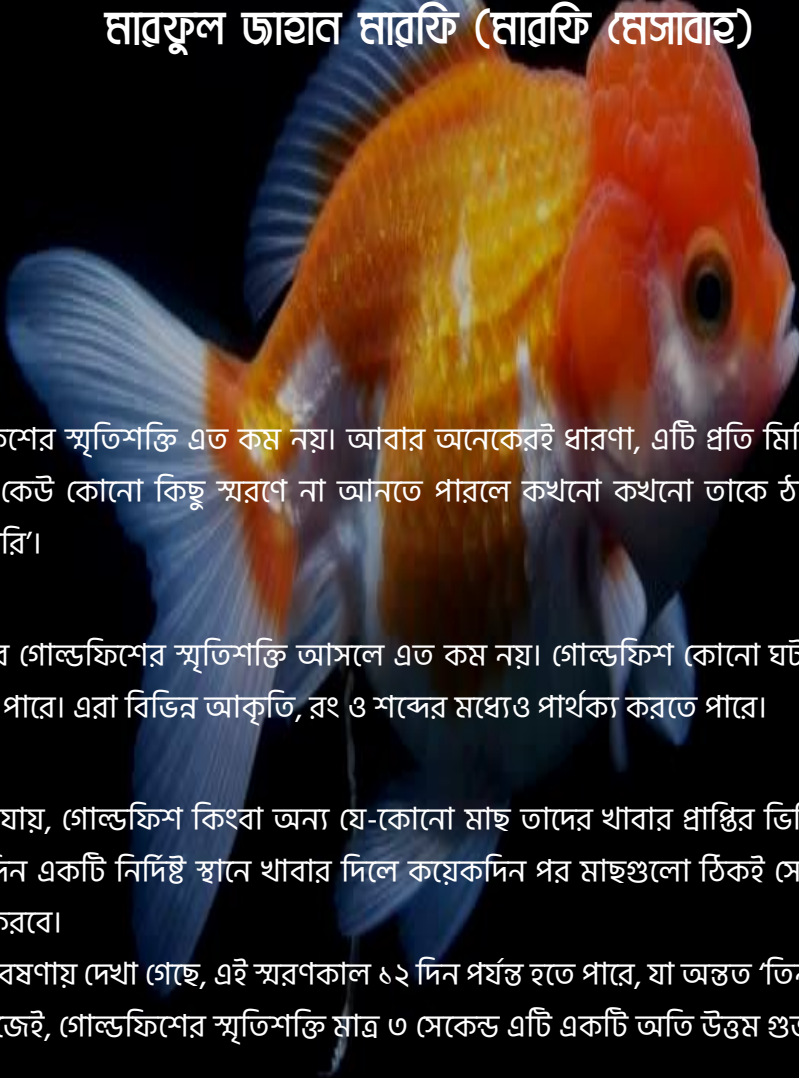 মারফুল জাহান মারফি (মারফি মেসাবাহ)
শের স্মৃতিশক্তি এত কম নয়। আবার অনেকেরই ধারণা, এটি প্রতি
কেউ কোনো কিছু স্মরণে না আনতে পারলে কখনো কখনো তাকে
রি’।
গোল্ডফিশের স্মৃতিশক্তি আসলে এত কম নয়। গোল্ডফিশ কোনো
পারে। এরা বিভিন্ন আকৃতি, রং ও শব্দের মধ্যেও পার্থক্য করতে পারে।
যায়, গোল্ডফিশ কিংবা অন্য যে-কোনো মাছ তাদের খাবার প্রাপ্তির
দিন একটি নির্দিষ্ট স্থানে খাবার দিলে কয়েকদিন পর মাছগুলো ঠিকই
করবে।
বেষণায় দেখা গেছে, এই স্মরণকাল ১২ দিন পর্যন্ত হতে পারে, যা অন্তত ‘তিন
জেই, গোল্ডফিশের স্মৃতিশক্তি মাত্র ৩ সেকেন্ড এটি একটি অতি উত্তম